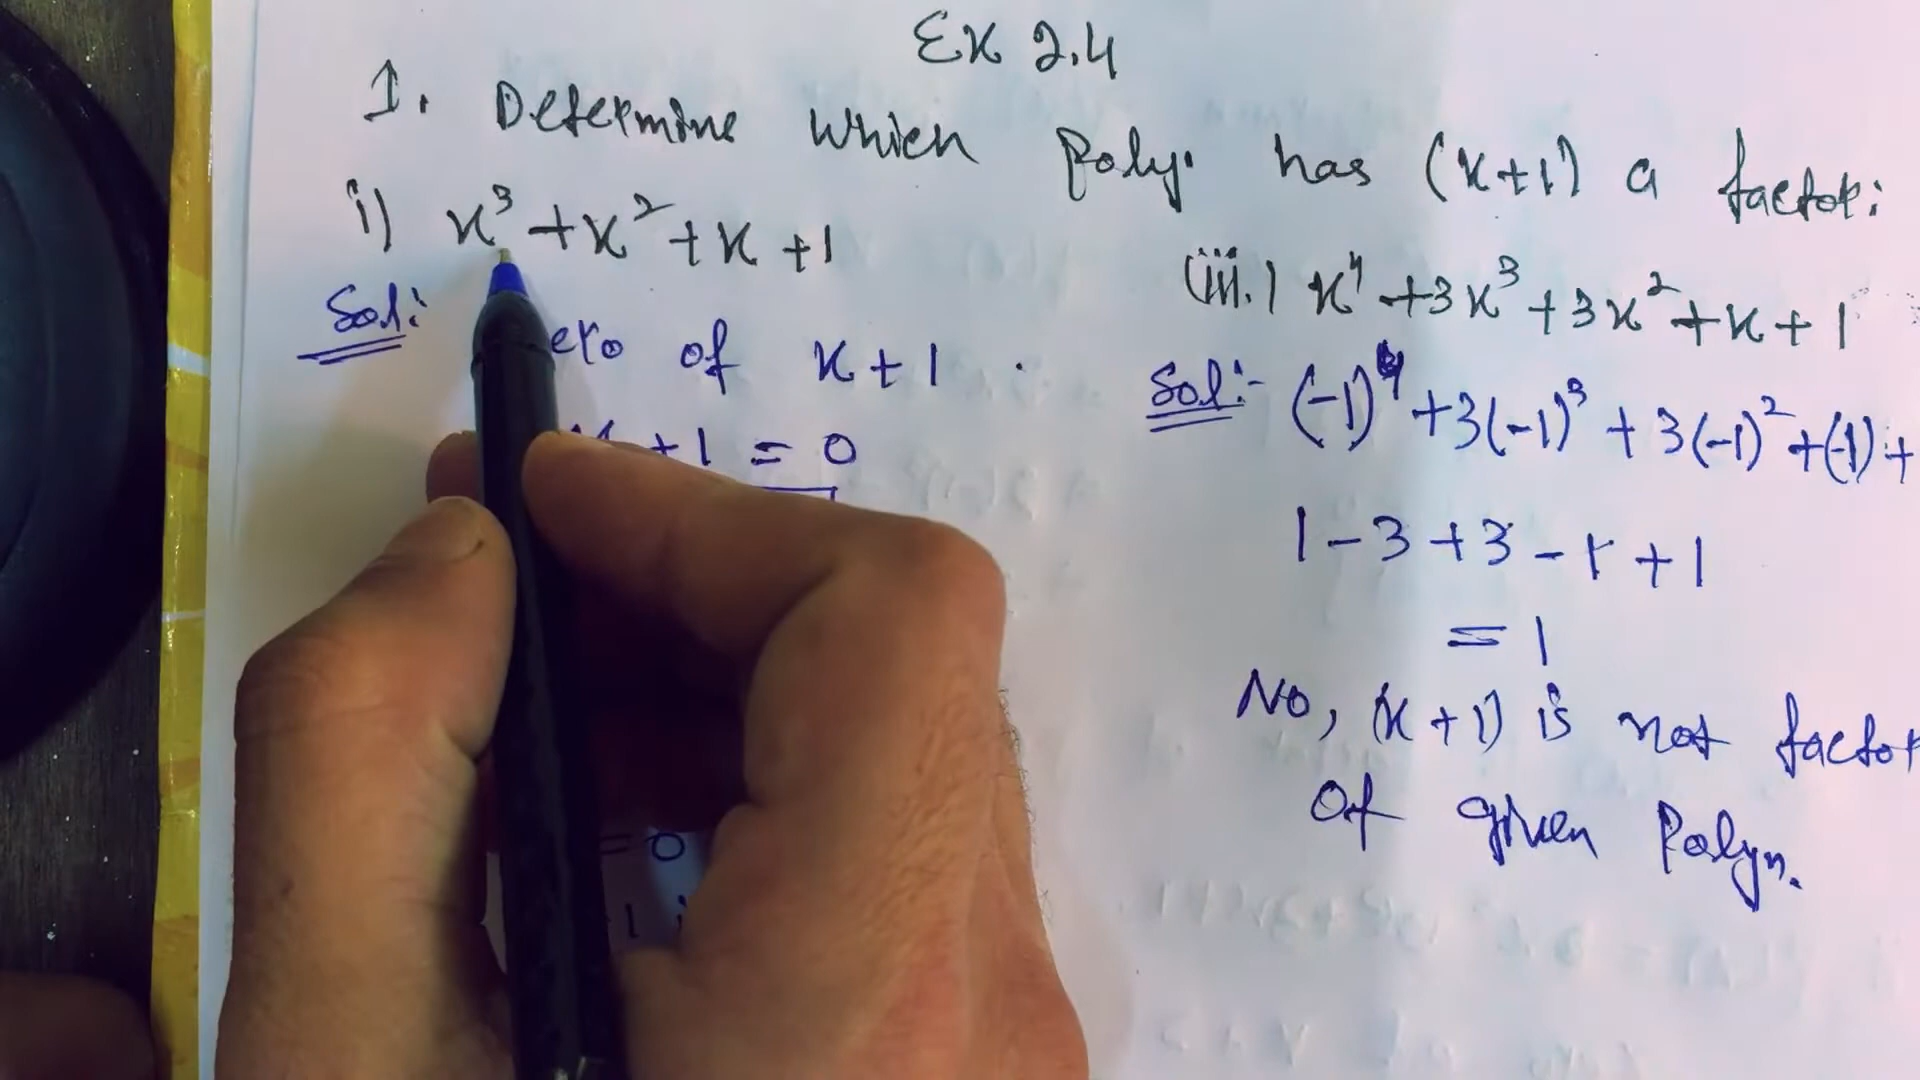 Ex 2.4
1. Determine which poly. has (x+1) a factor:
i) x³ + x² + x + 1
Sol:
of x + 1
+ 1 = 0
= 0
(iii.) x⁴ + 3x³ + 3x² + x + 1
Sol:- (-1)⁴ + 3(-1)³ + 3(-1)² + (-1) +
1 - 3 + 3 - 1 + 1
= 1
No, (x + 1) is not factor
of given Polyn.